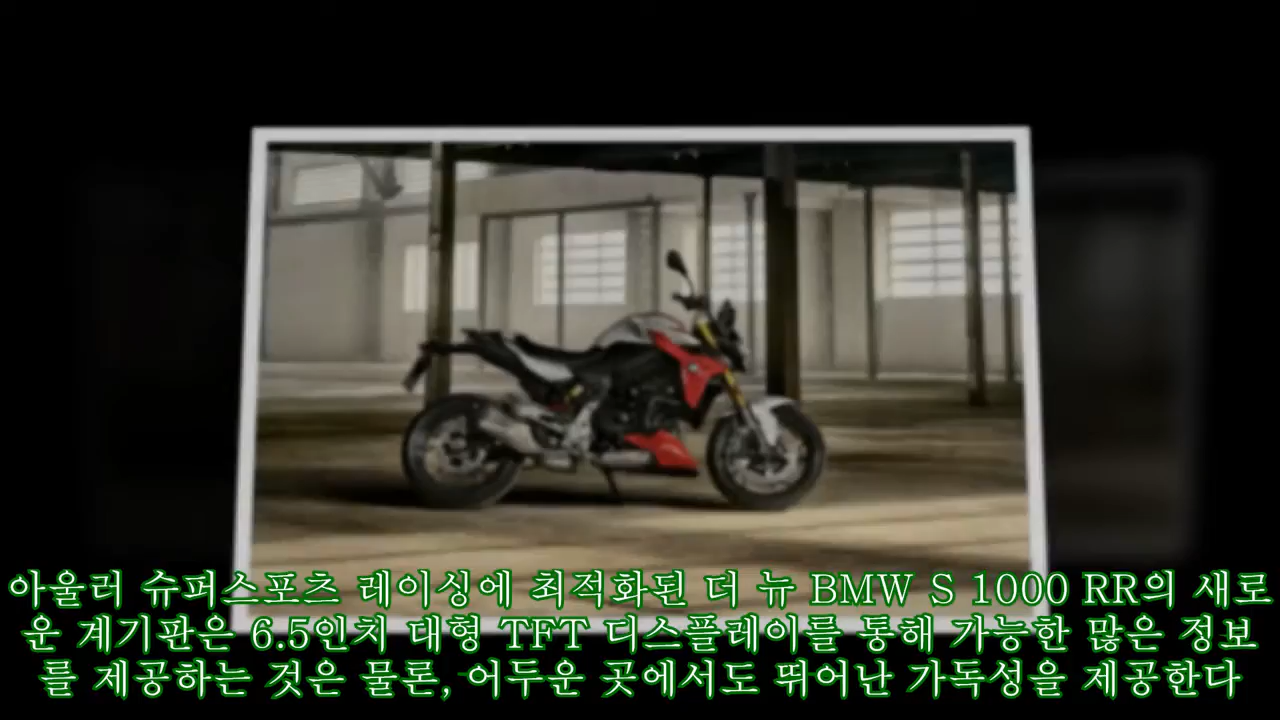 아울러 슈퍼스포츠 레이싱에 최적화된 더 뉴 BMW S 1000 RR의 새로
운 계기판은 6.5인치 대형 TFT 디스플레이를 통해 가능한 많은 정보
를 제공하는 것은 물론, 어두운 곳에서도 뛰어난 가독성을 제공한다